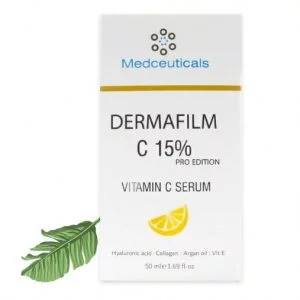 Medceuticals
DERMAFILM
C 15%
PRO EDITION
VITAMIN C SERUM
Hyaluronic acid · Collagen · Argan oil · Vit E
50 ml ℮ 1.69 fl oz